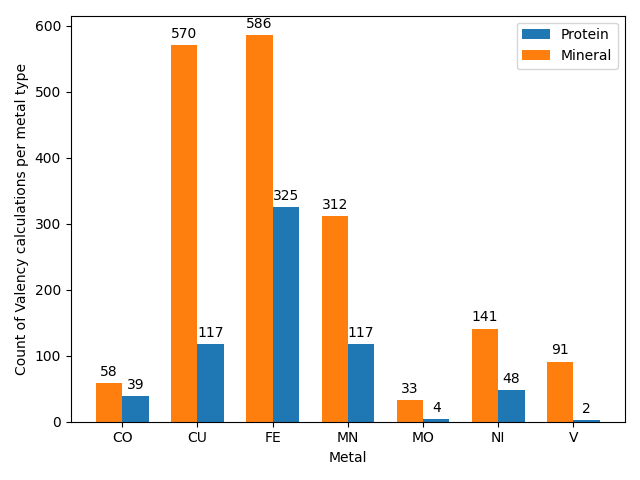 Count of Valency calculations per metal type
600
500
400
300
200
100
0
Protein
Mineral
58 39
570 117
586 325
312 117
33 4
141 48
91 2
CO CU FE MN MO NI V
Metal